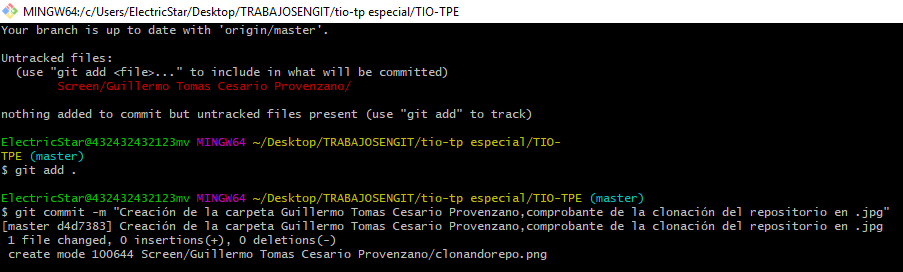 MINGW64:/c/Users/ElectricStar/Desktop/TRABAJOSENGIT/tio-tp especial/TIO-TPE
Your branch is up to date with 'origin/master'.
Untracked files:
(use "git add <file>..." to include in what will be committed)
Screen/Guillermo Tomas Cesario Provenzano/
nothing added to commit but untracked files present (use "git add" to track)
ElectricStar@432432432123mv MINGW64 ~/Desktop/TRABAJOSENGIT/tio-tp especial/TIO-
TPE (master)
$ git add .
ElectricStar@432432432123mv MINGW64 ~/Desktop/TRABAJOSENGIT/tio-tp especial/TIO-TPE (master)
$ git commit -m "Creación de la carpeta Guillermo Tomas Cesario Provenzano,comprobante de la clonación del repositorio en .jpg"
[master d4d7383] Creación de la carpeta Guillermo Tomas Cesario Provenzano,comprobante de la clonación del repositorio en .jpg
1 file changed, 0 insertions(+), 0 deletions(-)
create mode 100644 Screen/Guillermo Tomas Cesario Provenzano/clonandorepo.png